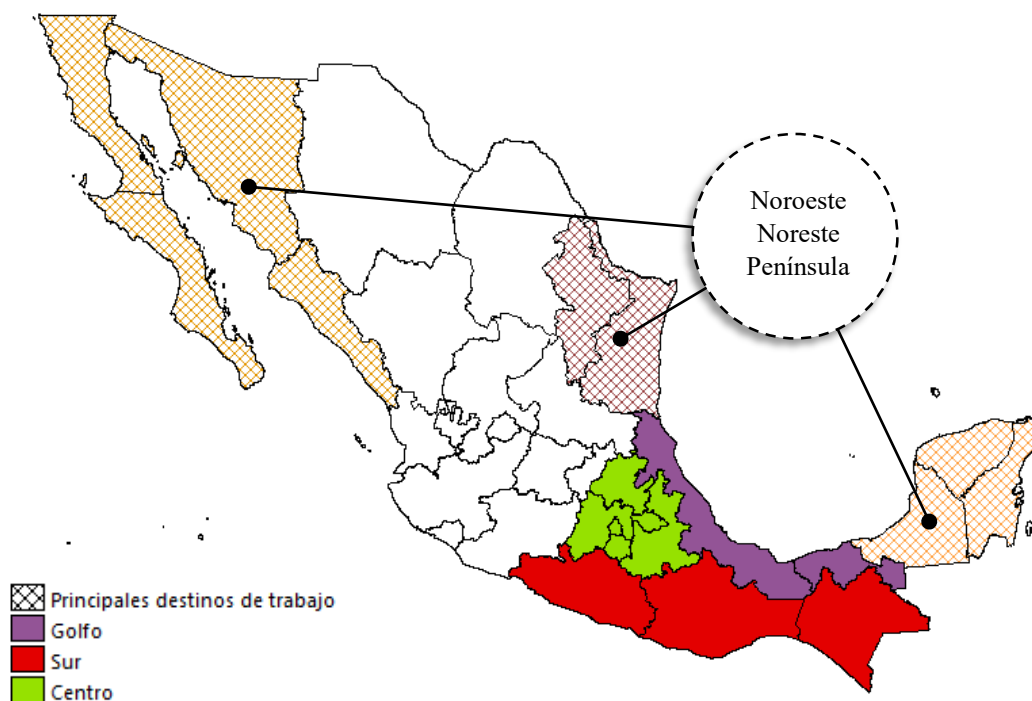 Noroeste
Noreste
Península
Principales destinos de trabajo
Golfo
Sur
Centro